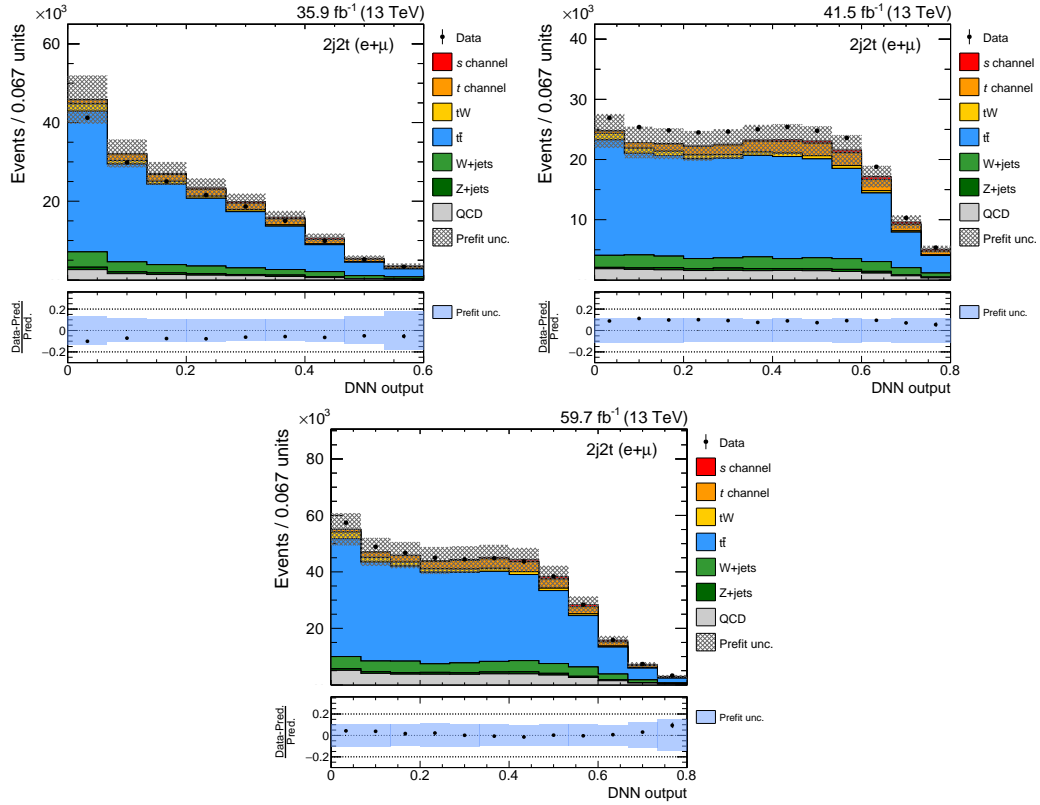 ×10³
35.9 fb⁻¹ (13 TeV)
2j2t (e+μ)
Events / 0.067 units
60
40
20
Data
s channel
t channel
tW
tt̄
W+jets
Z+jets
QCD
Prefit unc.
Data-Pred.
Pred.
0.2
0
−0.2
Prefit unc.
0
0.2
0.4
0.6
DNN output
×10³
41.5 fb⁻¹ (13 TeV)
2j2t (e+μ)
Events / 0.067 units
40
30
20
10
Data
s channel
t channel
tW
tt̄
W+jets
Z+jets
QCD
Prefit unc.
Data-Pred.
Pred.
0.2
0
−0.2
Prefit unc.
0
0.2
0.4
0.6
0.8
DNN output
×10³
59.7 fb⁻¹ (13 TeV)
2j2t (e+μ)
Events / 0.067 units
80
60
40
20
Data
s channel
t channel
tW
tt̄
W+jets
Z+jets
QCD
Prefit unc.
Data-Pred.
Pred.
0.2
0
−0.2
Prefit unc.
0
0.2
0.4
0.6
0.8
DNN output